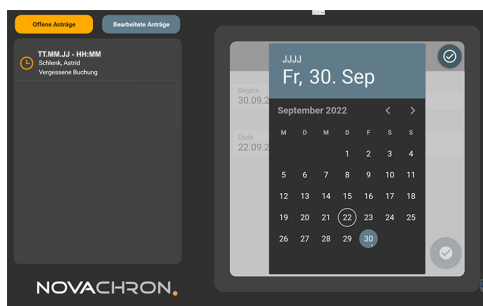 Offene Anträge
Bearbeitete Anträge
TT.MM.JJ - HH:MM
Schlenk, Astrid
Vergessene Buchung
JJJJ
Fr, 30. Sep
Beginn
30.09.2
September 2022
M D M D F S S
Ende
22.09.2
1 2 3 4
5 6 7 8 9 10 11
12 13 14 15 16 17 18
19 20 21 22 23 24 25
26 27 28 29 30
NOVACHRON.